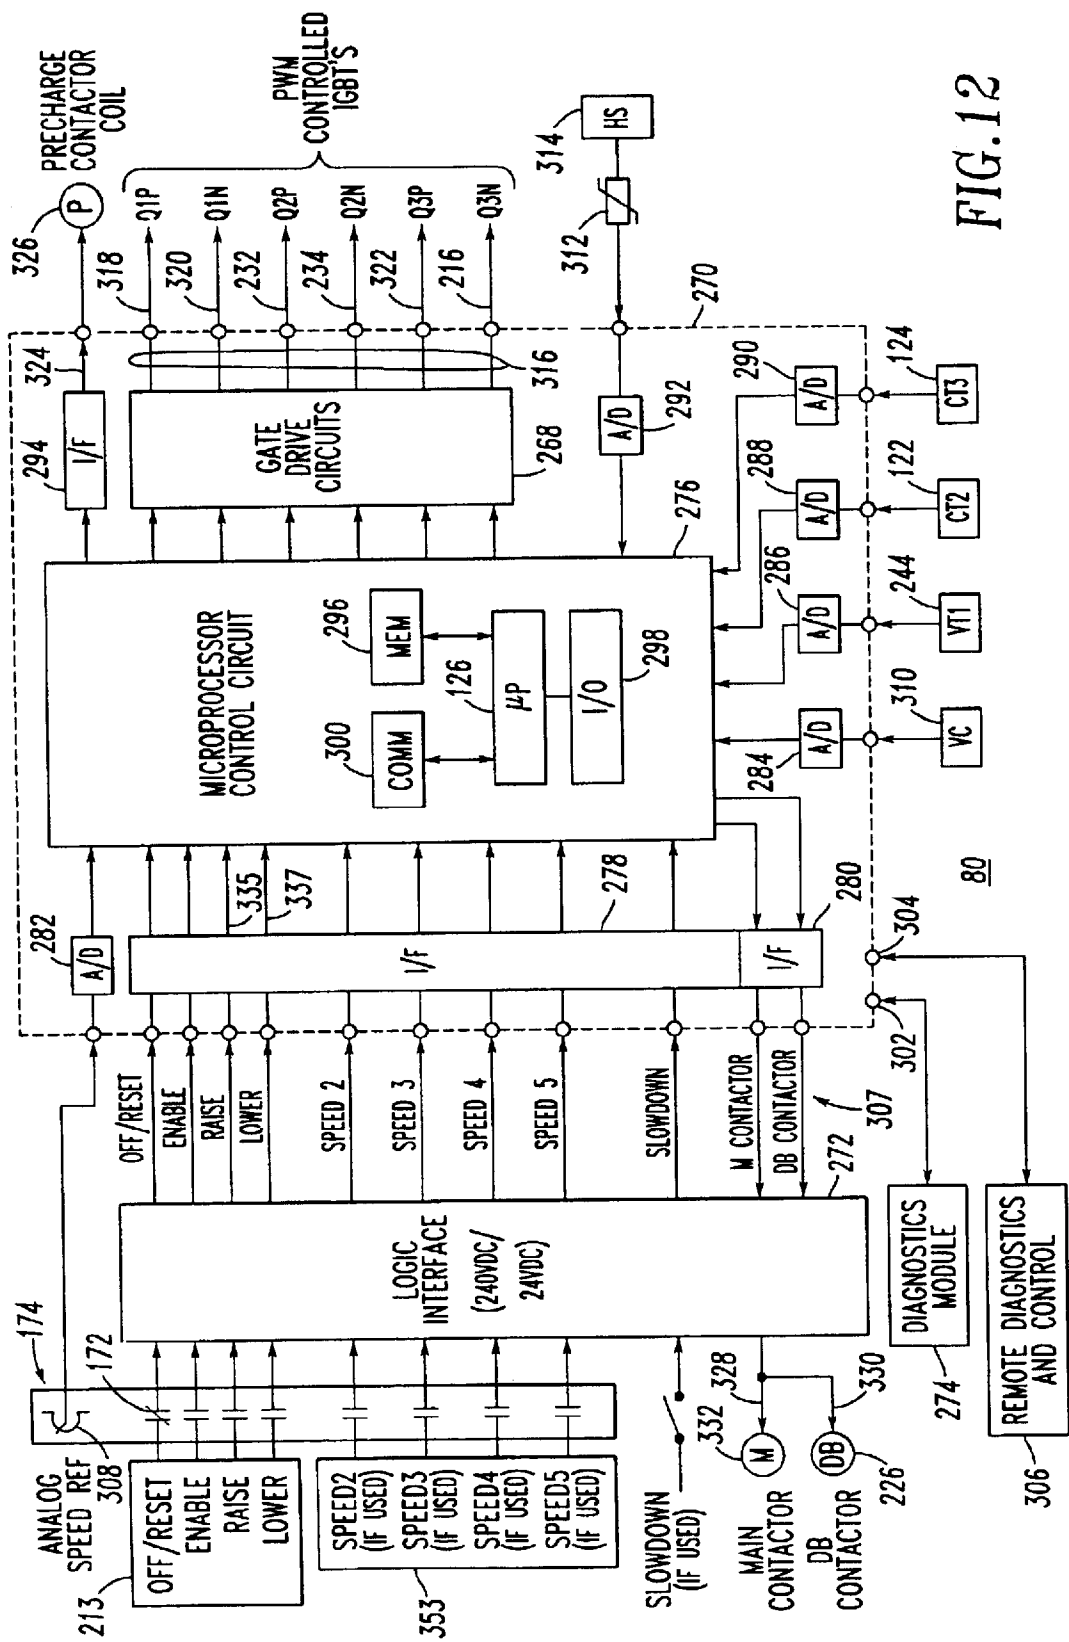 ANALOG
SPEED REF
308
174
172
213
OFF/RESET
ENABLE
RAISE
LOWER
353
SPEED2
(IF USED)
SPEED3
(IF USED)
SPEED4
(IF USED)
SPEED5
(IF USED)
SLOWDOWN
(IF USED)
MAIN
CONTACTOR
DB
CONTACTOR
M
332
328
DB
226
330
LOGIC
INTERFACE
(240VDC/
24VDC)
272
OFF/RESET
ENABLE
RAISE
LOWER
SPEED 2
SPEED 3
SPEED 4
SPEED 5
SLOWDOWN
M CONTACTOR
DB CONTACTOR
307
DIAGNOSTICS
MODULE
274
REMOTE DIAGNOSTICS
AND CONTROL
306
302
304
282
A/D
I/F
278
I/F
280
335
337
MICROPROCESSOR
CONTROL CIRCUIT
276
300
COMM
296
MEM
126
μP
I/O
298
294
I/F
324
326
P
PRECHARGE
CONTACTOR
COIL
GATE
DRIVE
CIRCUITS
268
316
318
Q1P
320
Q1N
232
Q2P
234
Q2N
322
Q3P
216
Q3N
PWM
CONTROLLED
IGBT'S
A/D
292
312
314
HS
270
284
A/D
286
A/D
288
A/D
290
A/D
VC
310
VT1
244
CT2
122
CT3
124
80
FIG.12